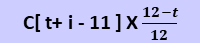 C[ t+ i - 11 ] X 12-t/12